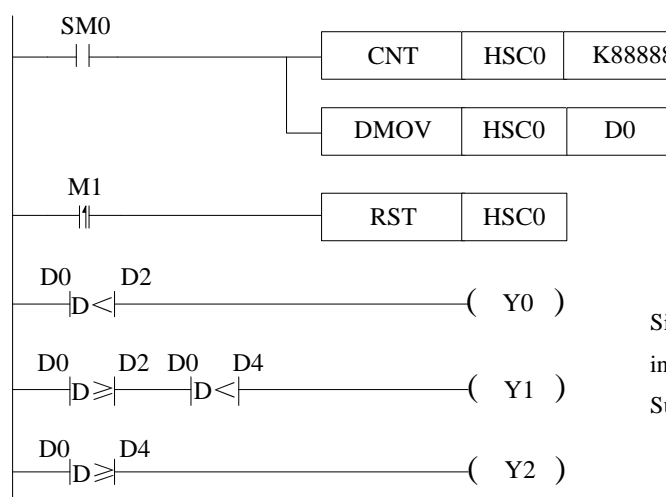 SM0
CNT HSC0 K8888
DMOV HSC0 D0
M1
RST HSC0
D0 D2
D< ( Y0 )
D0 D2 D0 D4
D≥ D< ( Y1 )
D0 D4
D≥ ( Y2 )